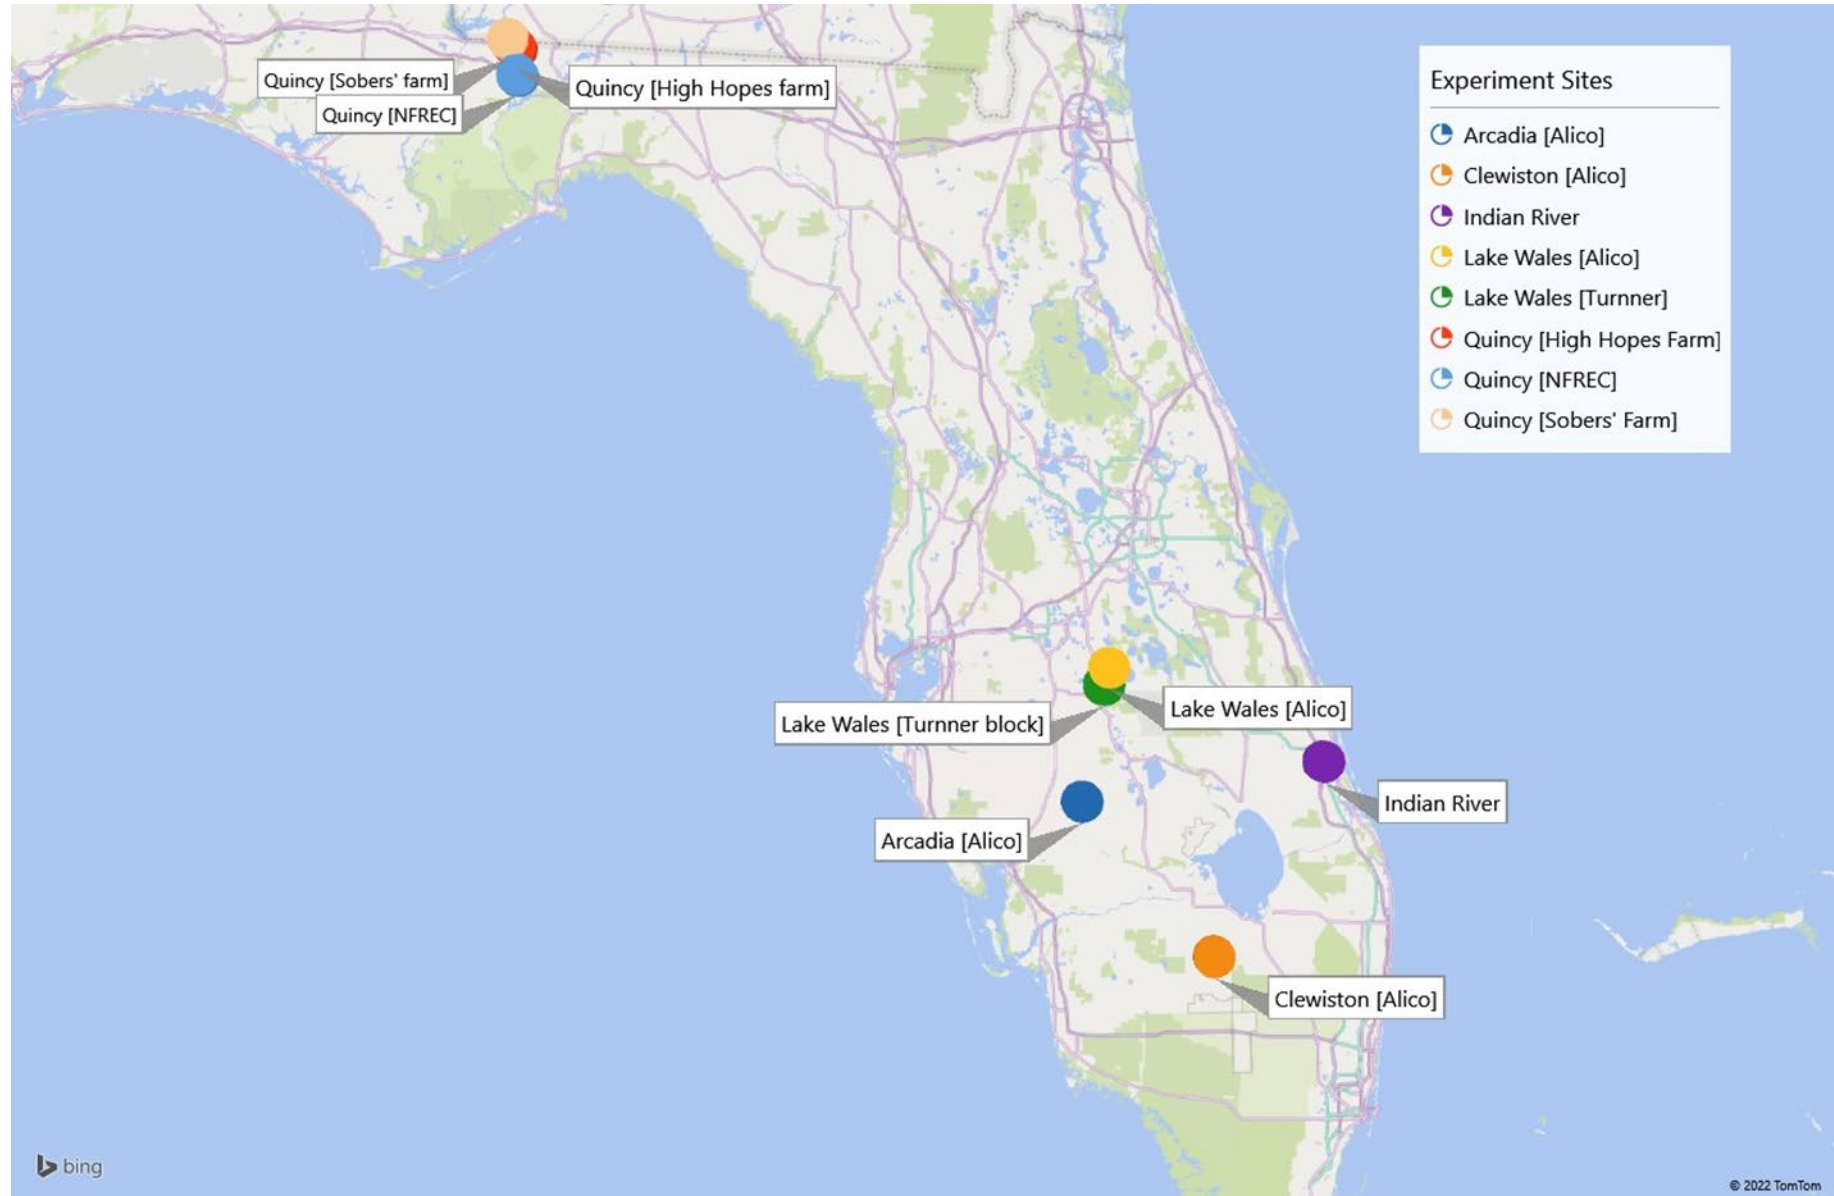 Quincy [Sobers' farm]
Quincy [High Hopes farm]
Quincy [NFREC]
Experiment Sites
Arcadia [Alico]
Clewiston [Alico]
Indian River
Lake Wales [Alico]
Lake Wales [Turnner]
Quincy [High Hopes Farm]
Quincy [NFREC]
Quincy [Sobers' Farm]
Lake Wales [Alico]
Lake Wales [Turnner block]
Indian River
Arcadia [Alico]
Clewiston [Alico]
bing
© 2022 TomTom